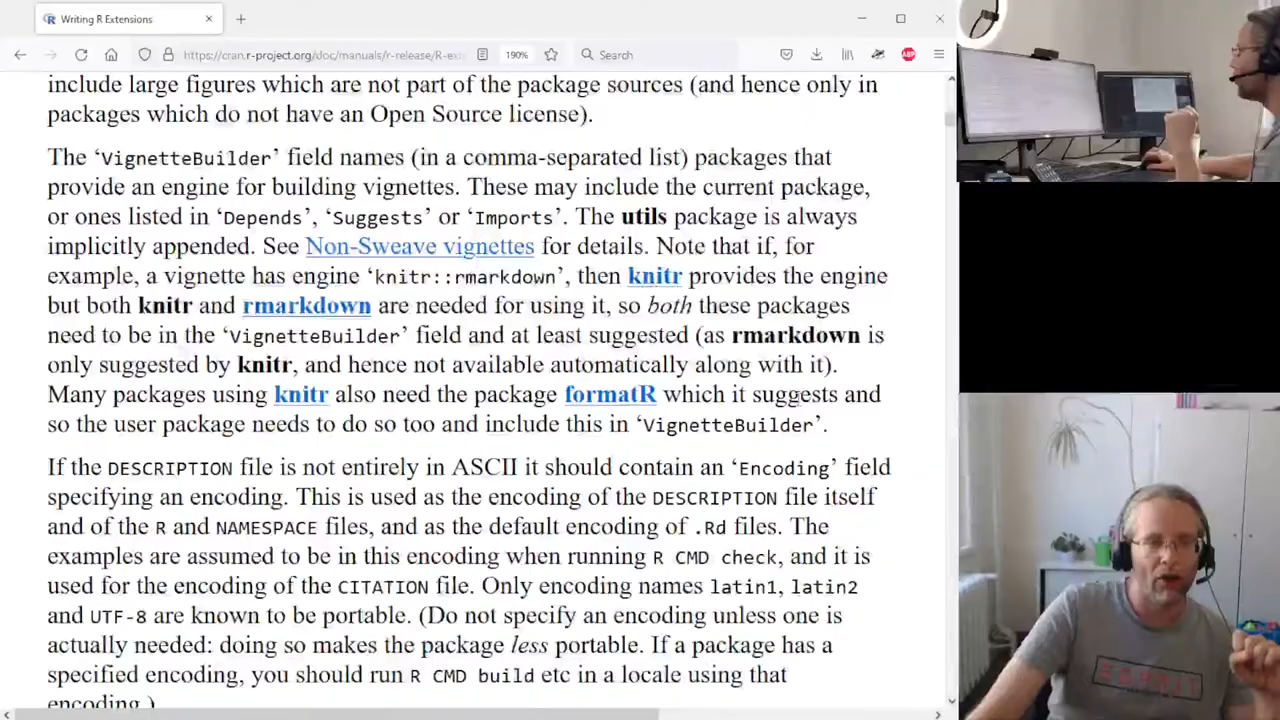 Writing R Extensions
https://cran.r-project.org/doc/manuals/r-release/R-ext
190%
Search
ABP
include large figures which are not part of the package sources (and hence only in
packages which do not have an Open Source license).
The ‘VignetteBuilder’ field names (in a comma-separated list) packages that
provide an engine for building vignettes. These may include the current package,
or ones listed in ‘Depends’, ‘Suggests’ or ‘Imports’. The utils package is always
implicitly appended. See Non-Sweave vignettes for details. Note that if, for
example, a vignette has engine ‘knitr::rmarkdown’, then knitr provides the engine
but both knitr and rmarkdown are needed for using it, so both these packages
need to be in the ‘VignetteBuilder’ field and at least suggested (as rmarkdown is
only suggested by knitr, and hence not available automatically along with it).
Many packages using knitr also need the package formatR which it suggests and
so the user package needs to do so too and include this in ‘VignetteBuilder’.
If the DESCRIPTION file is not entirely in ASCII it should contain an ‘Encoding’ field
specifying an encoding. This is used as the encoding of the DESCRIPTION file itself
and of the R and NAMESPACE files, and as the default encoding of .Rd files. The
examples are assumed to be in this encoding when running R CMD check, and it is
used for the encoding of the CITATION file. Only encoding names latin1, latin2
and UTF-8 are known to be portable. (Do not specify an encoding unless one is
actually needed: doing so makes the package less portable. If a package has a
specified encoding, you should run R CMD build etc in a locale using that
encoding.)
ESPRIT